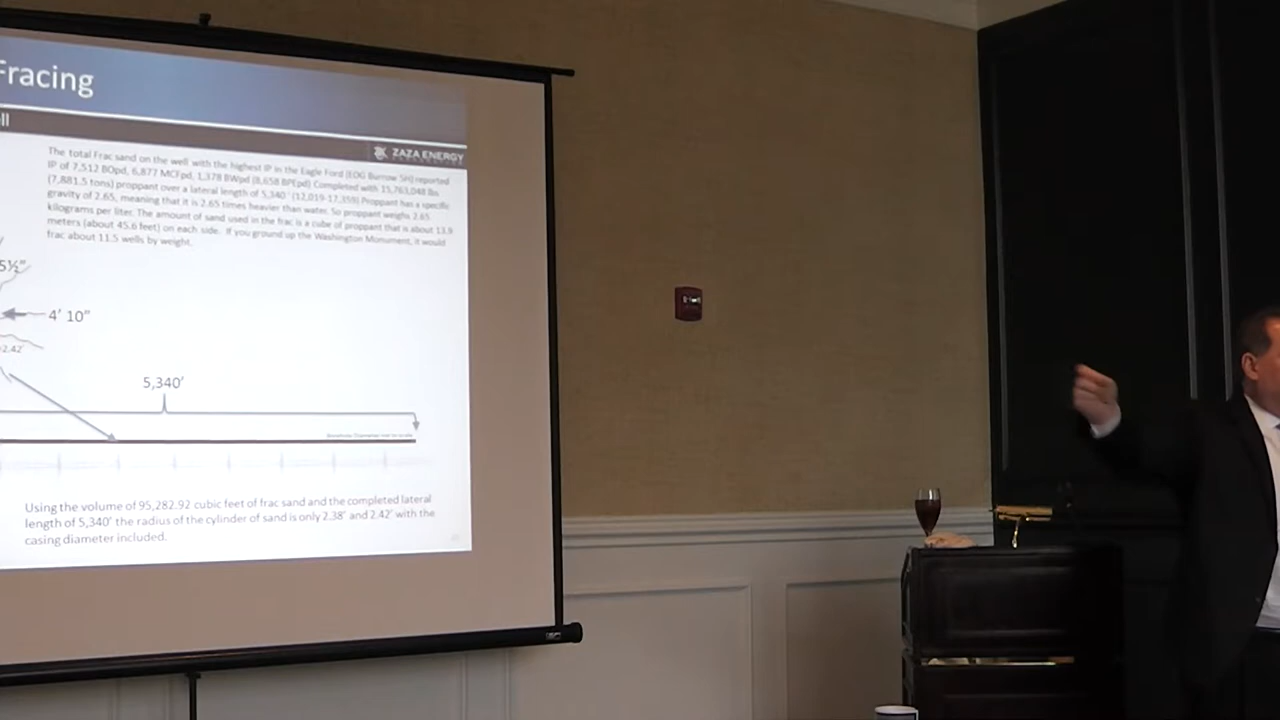 Fracing
ll
ZAZA ENERGY
The total Frac sand on the well with the highest IP in the Eagle Ford (EOG Burrow 5H) reported
IP of 7,512 BOpd, 6,877 MCFpd, 1,378 BWpd (8,658 BPEpd) Completed with 15,763,048 lbs
(7,881.5 tons) proppant over a lateral length of 5,340' (12,019-17,359) Proppant has a specific
gravity of 2.65, meaning that it is 2.65 times heavier than water. So proppant weighs 2.65
kilograms per liter. The amount of sand used in the frac is a cube of proppant that is about 13.9
meters (about 45.6 feet) on each side. If you ground up the Washington Monument, it would
frac about 11.5 wells by weight.
5½"
4' 10"
2.42'
5,340'
Using the volume of 95,282.92 cubic feet of frac sand and the completed lateral
length of 5,340' the radius of the cylinder of sand is only 2.38' and 2.42' with the
casing diameter included.